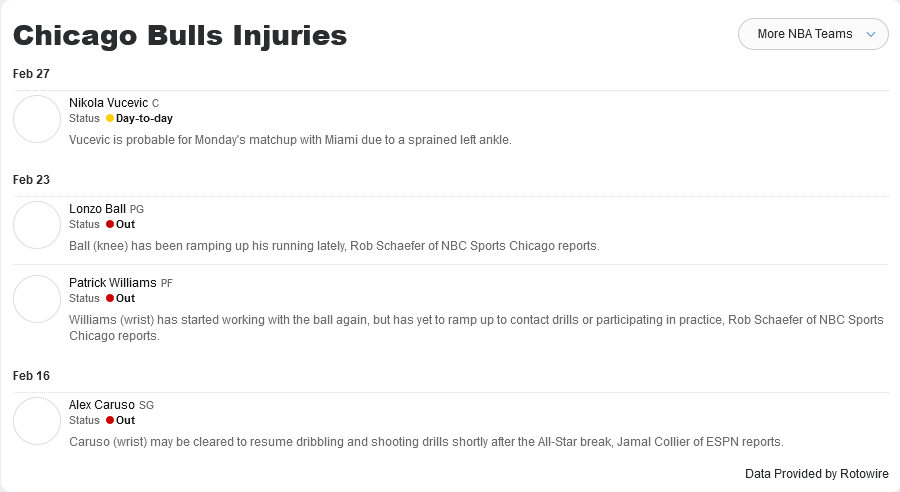 Chicago Bulls Injuries
More NBA Teams
Feb 27
Nikola Vucevic C
Status Day-to-day
Vucevic is probable for Monday's matchup with Miami due to a sprained left ankle.
Feb 23
Lonzo Ball PG
Status Out
Ball (knee) has been ramping up his running lately, Rob Schaefer of NBC Sports Chicago reports.
Patrick Williams PF
Status Out
Williams (wrist) has started working with the ball again, but has yet to ramp up to contact drills or participating in practice, Rob Schaefer of NBC Sports
Chicago reports.
Feb 16
Alex Caruso SG
Status Out
Caruso (wrist) may be cleared to resume dribbling and shooting drills shortly after the All-Star break, Jamal Collier of ESPN reports.
Data Provided by Rotowire